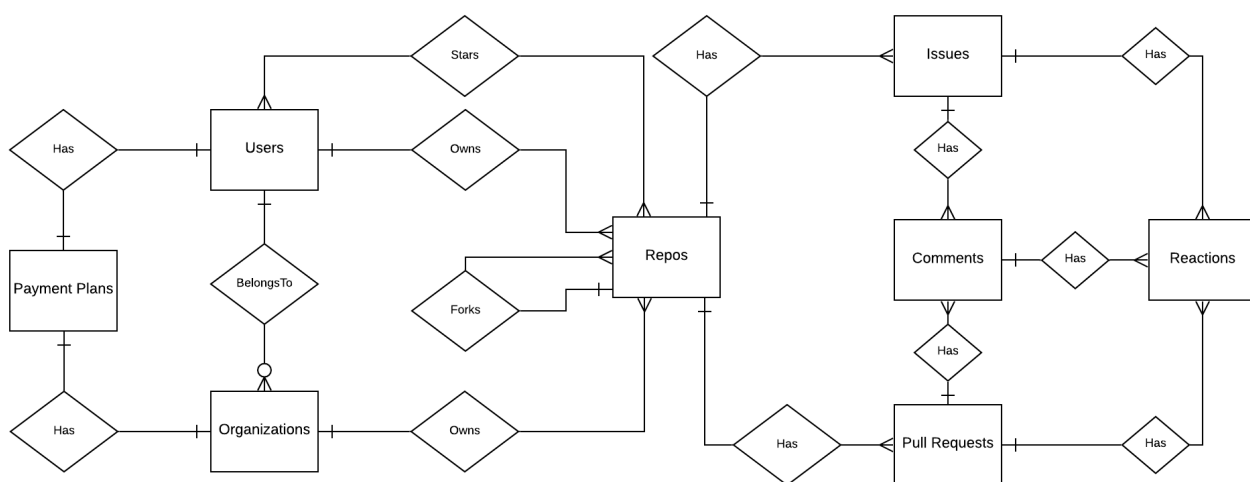 Stars
Has
Issues
Has
Has
Users
Owns
Has
Payment Plans
BelongsTo
Repos
Forks
Comments
Has
Reactions
Has
Has
Organizations
Owns
Has
Pull Requests
Has